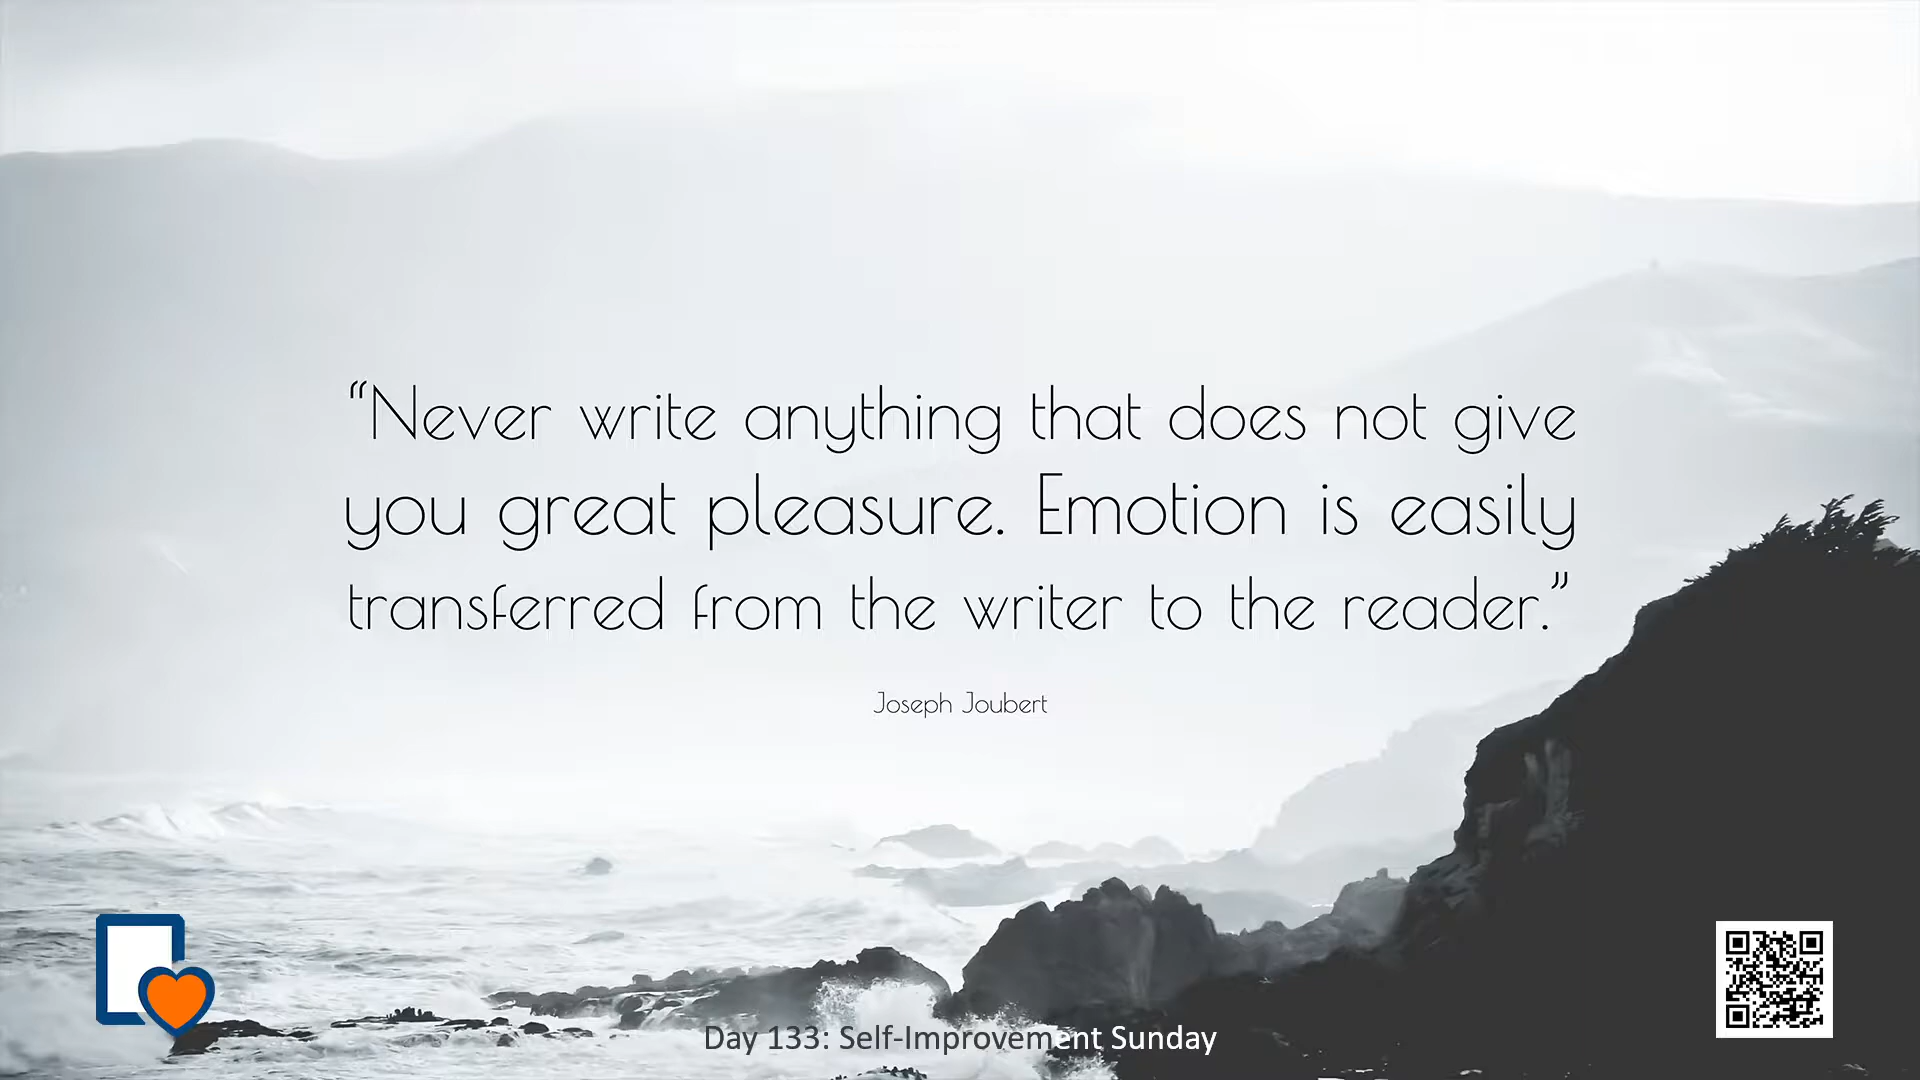 “Never write anything that does not give
you great pleasure. Emotion is easily
transferred from the writer to the reader.”
Joseph Joubert
Day 133: Self-Improvement Sunday